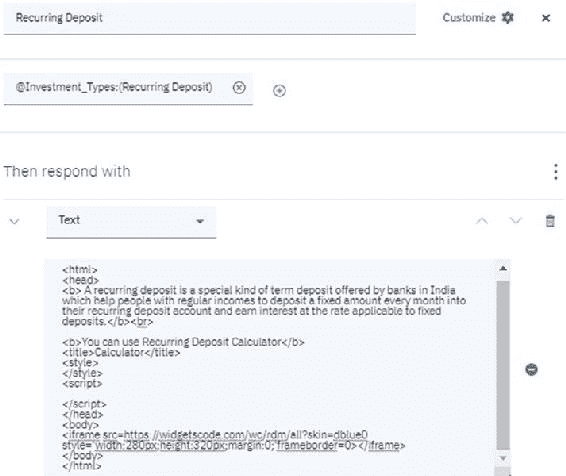 Recurring Deposit
Customize
@Investment_Types:(Recurring Deposit)
Then respond with
Text
<html>
<head>
<b> A recurring deposit is a special kind of term deposit offered by banks in India
which help people with regular incomes to deposit a fixed amount every month into
their recurring deposit account and earn interest at the rate applicable to fixed
deposits.</b><br>
<b>You can use Recurring Deposit Calculator</b>
<title>Calculator</title>
<style>
</style>
<script>
</script>
</head>
<body>
<iframe src=https://widgetscode.com/wc/rdm/all?skin=dblue0
style='width:280px;height:320px;margin:0;'frameborder=0></iframe>
</body>
</html>